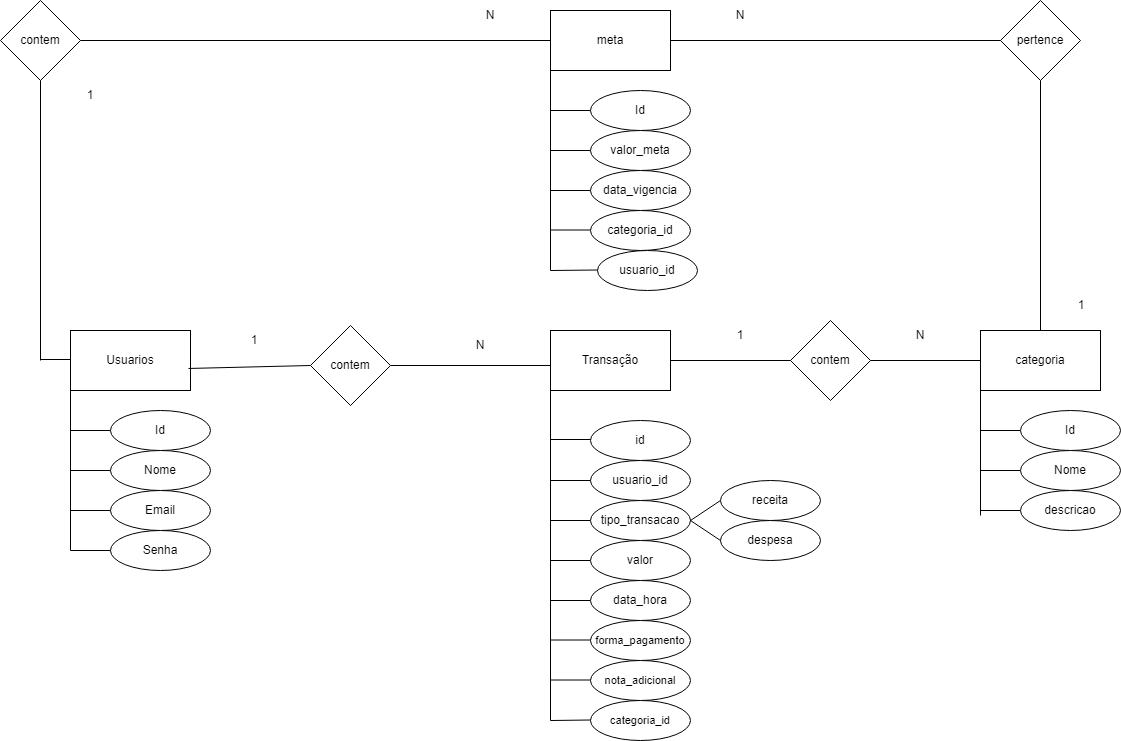 contem
N
meta
N
pertence
1
Id
valor_meta
data_vigencia
categoria_id
usuario_id
1
Usuarios
1
contem
N
Transação
1
contem
N
categoria
Id
Nome
Email
Senha
id
usuario_id
tipo_transacao
receita
despesa
valor
data_hora
forma_pagamento
nota_adicional
categoria_id
Id
Nome
descricao